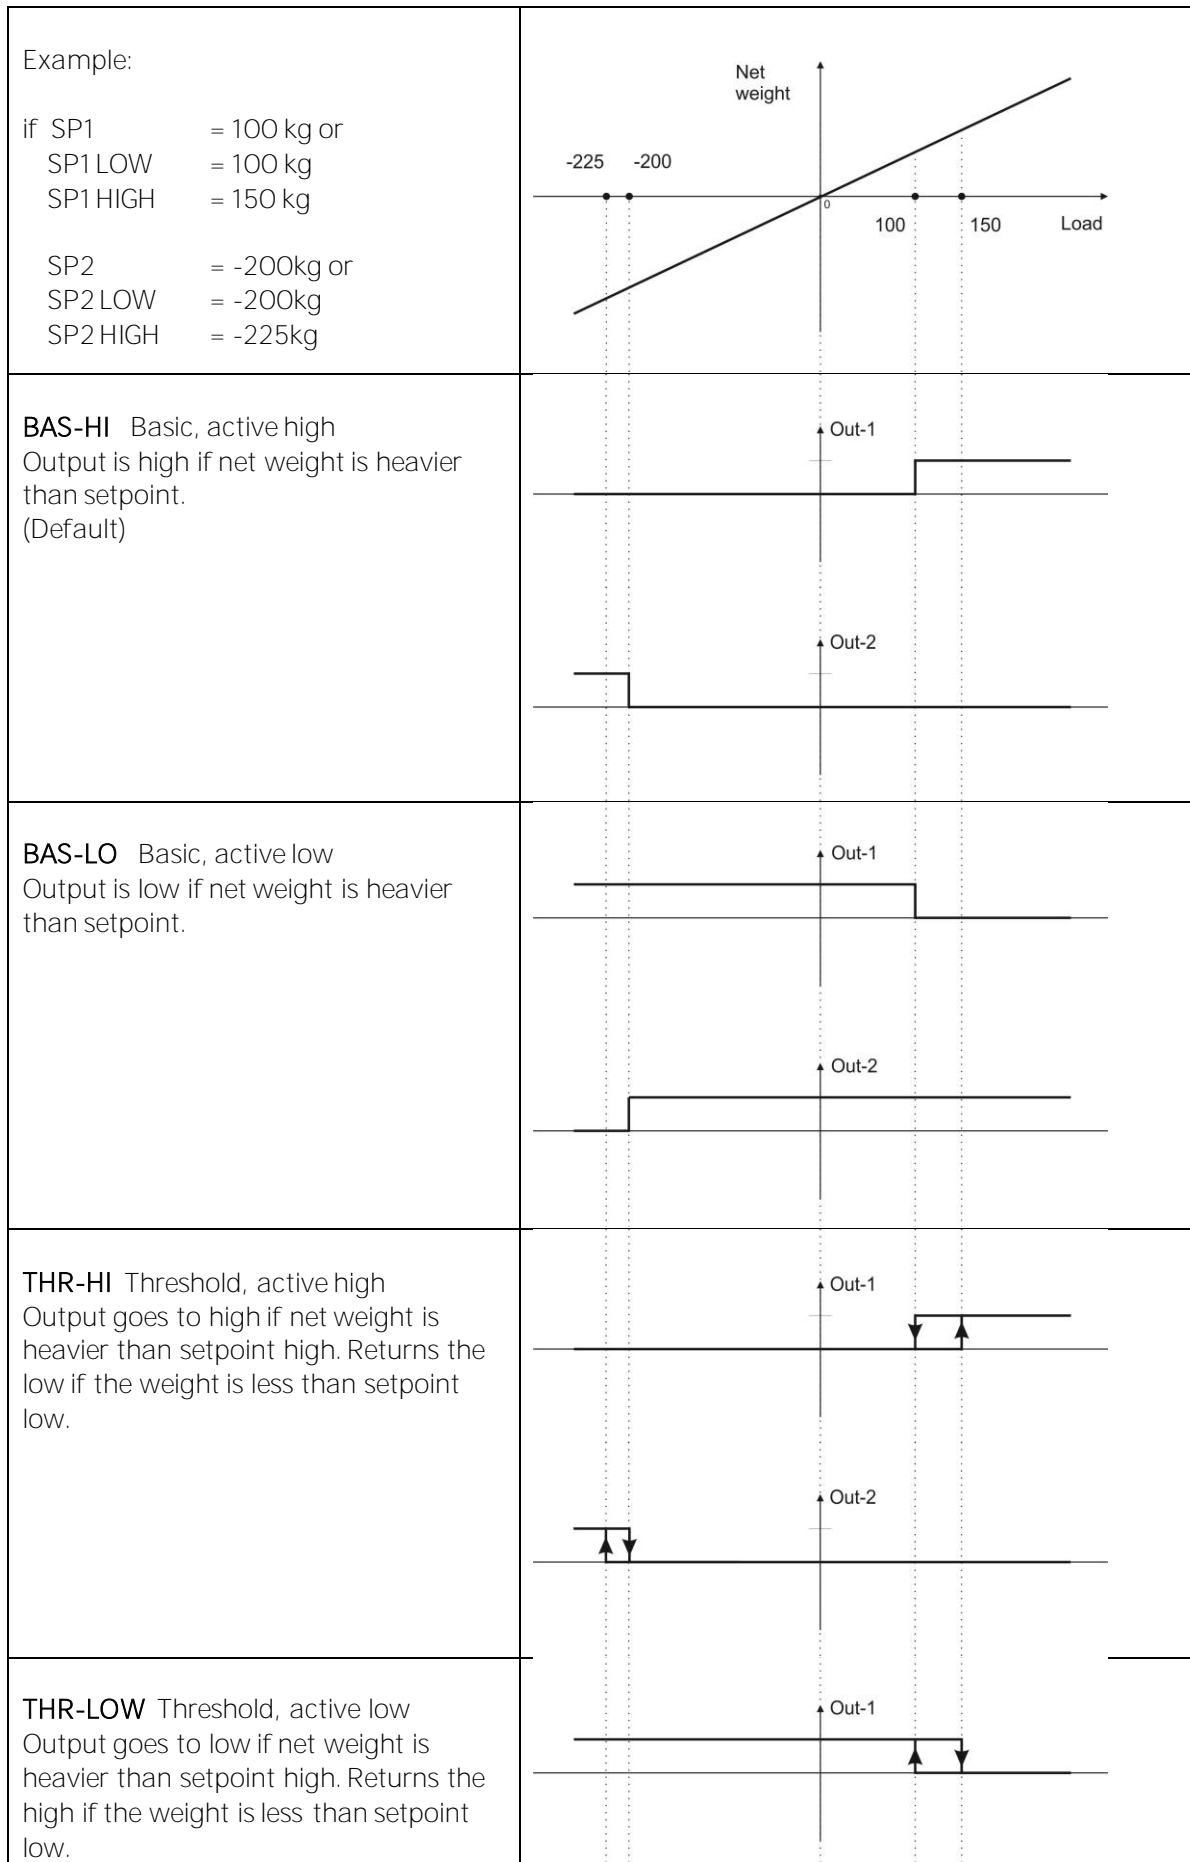 Example:
if SP1 = 100 kg or
SP1 LOW = 100 kg
SP1 HIGH = 150 kg
SP2 = -200kg or
SP2 LOW = -200kg
SP2 HIGH = -225kg
Net
weight
-225 -200
0
100 150 Load
BAS-HI Basic, active high
Output is high if net weight is heavier
than setpoint.
(Default)
Out-1
Out-2
BAS-LO Basic, active low
Output is low if net weight is heavier
than setpoint.
Out-1
Out-2
THR-HI Threshold, active high
Output goes to high if net weight is
heavier than setpoint high. Returns the
low if the weight is less than setpoint
low.
Out-1
Out-2
THR-LOW Threshold, active low
Output goes to low if net weight is
heavier than setpoint high. Returns the
high if the weight is less than setpoint
low.
Out-1